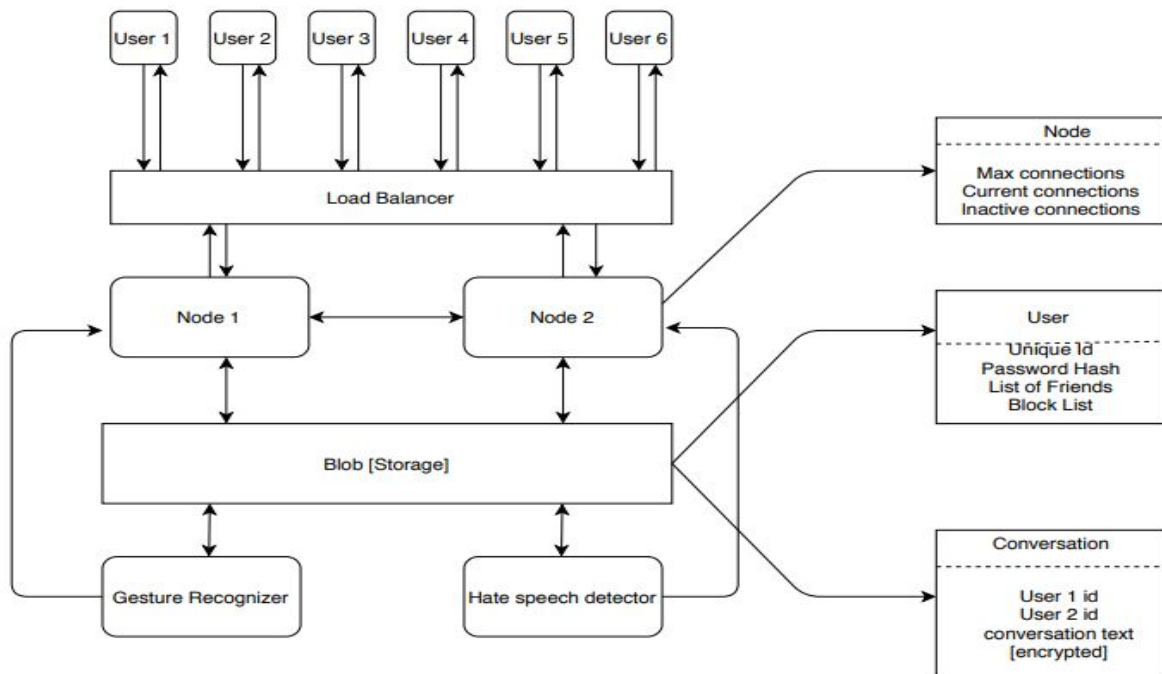 User 1
User 2
User 3
User 4
User 5
User 6
Load Balancer
Node
Max connections
Current connections
Inactive connections
Node 1
Node 2
User
Unique Id
Password Hash
List of Friends
Block List
Blob [Storage]
Conversation
User 1 id
User 2 id
conversation text
[encrypted]
Gesture Recognizer
Hate speech detector